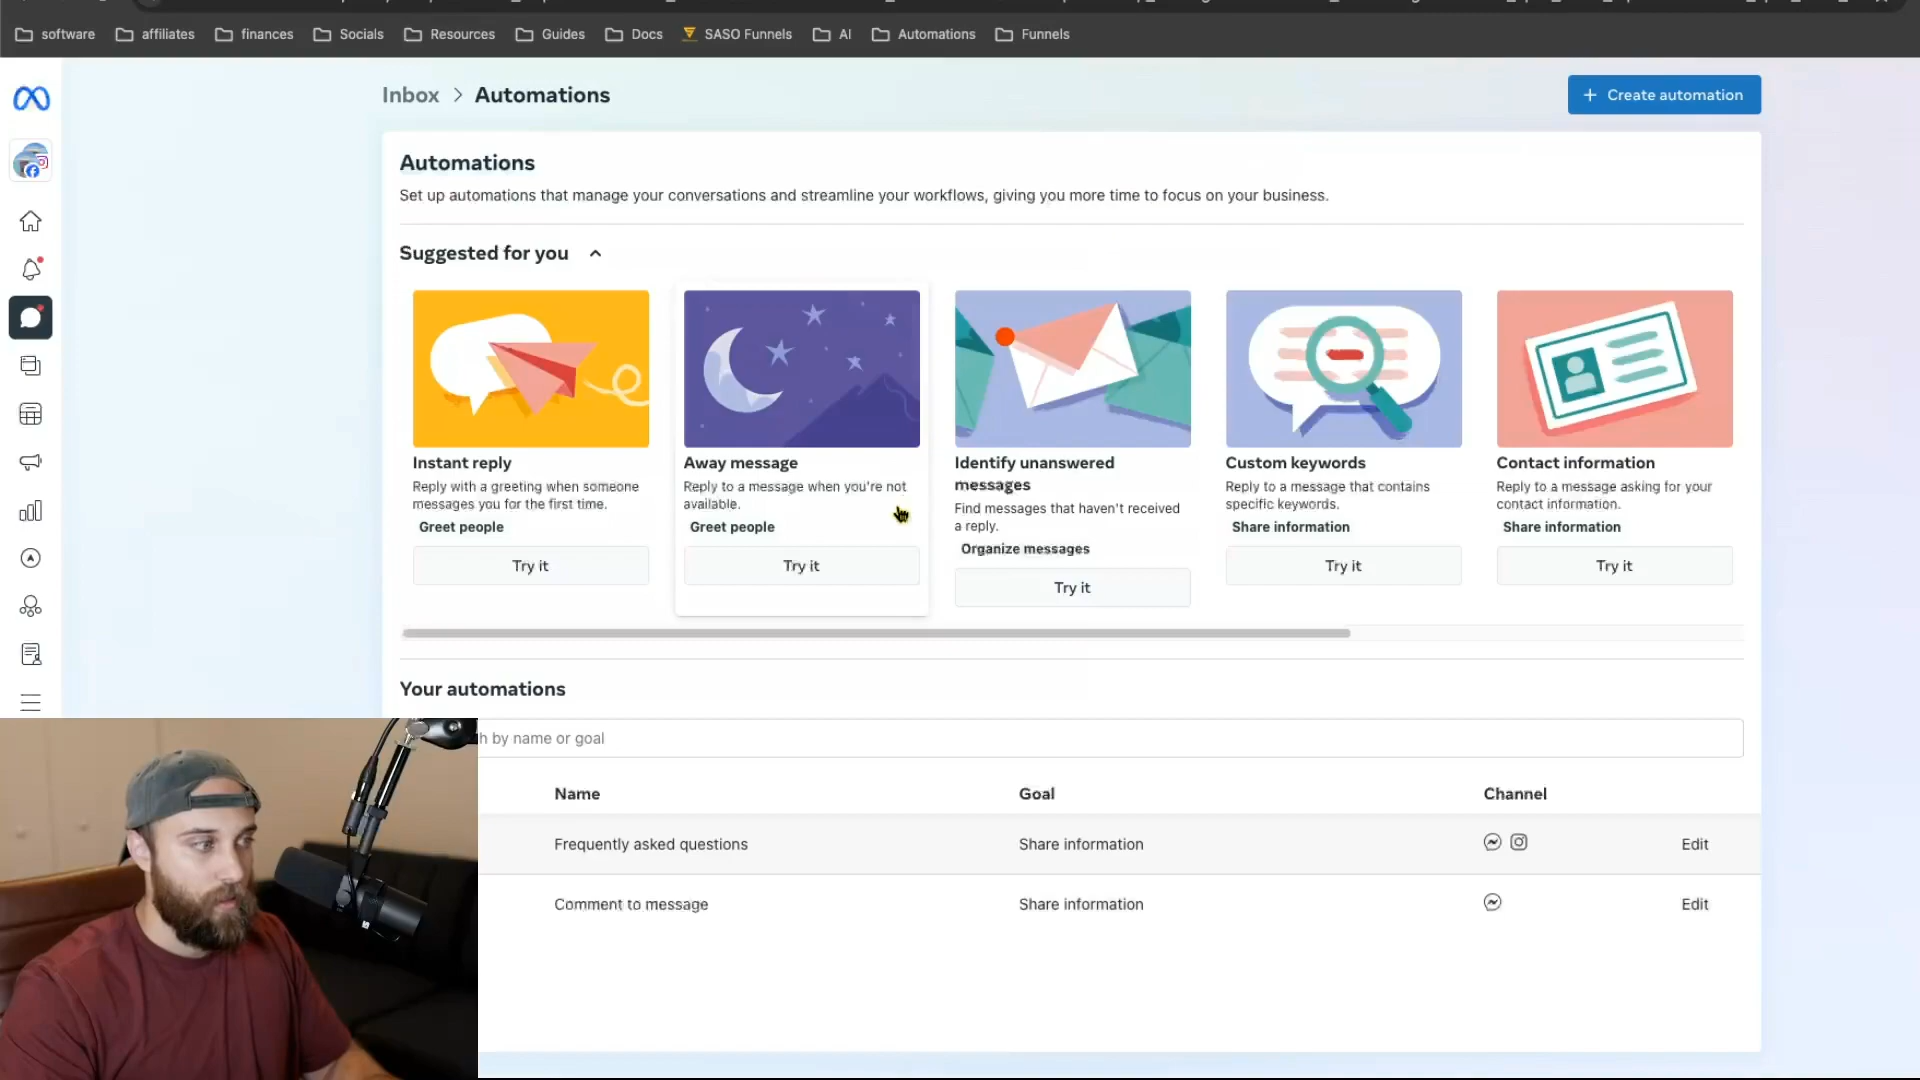 software
affiliates
finances
Socials
Resources
Guides
Docs
SASO Funnels
AI
Automations
Funnels
Inbox > Automations
+ Create automation
Automations
Set up automations that manage your conversations and streamline your workflows, giving you more time to focus on your business.
Suggested for you
Instant reply
Reply with a greeting when someone
messages you for the first time.
Greet people
Try it
Away message
Reply to a message when you're not
available.
Greet people
Try it
Identify unanswered
messages
Find messages that haven't received
a reply.
Organize messages
Try it
Custom keywords
Reply to a message that contains
specific keywords.
Share information
Try it
Contact information
Reply to a message asking for your
contact information.
Share information
Try it
Your automations
h by name or goal
Name Goal Channel
Frequently asked questions Share information Edit
Comment to message Share information Edit